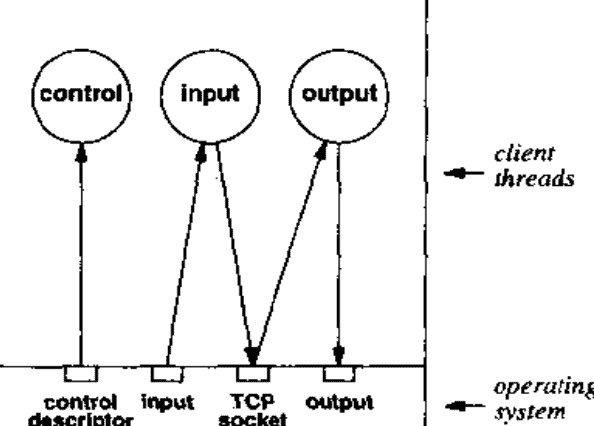 control input output
client
threads
control input TCP output
descriptor socket
operating
system